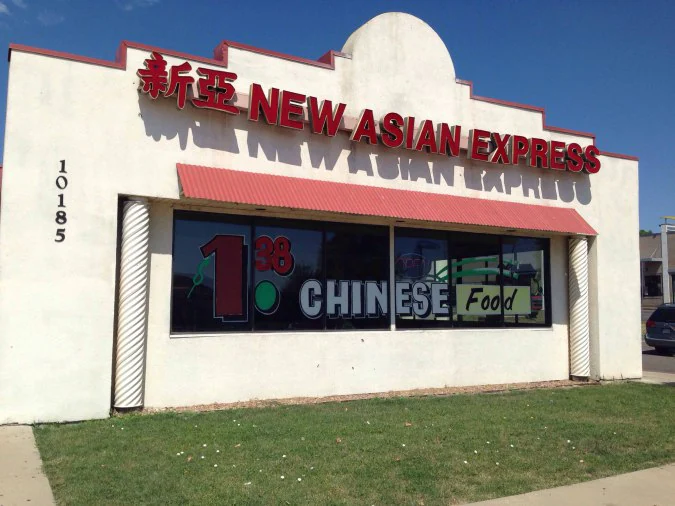 新亞 NEW ASIAN EXPRESS
10185
1.38 CHINESE Food